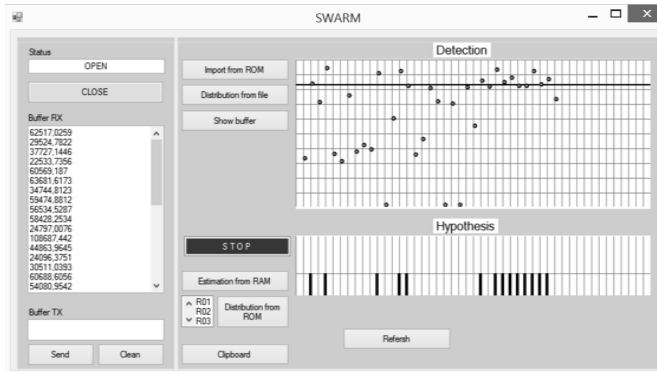 SWARM
Status
OPEN
CLOSE
Buffer RX
62517,0259
29524,7822
37727,1446
22533,7356
60569,187
63681,6173
34744,8123
59474,8812
56534,5287
58428,2534
24797,0076
108687,442
44863,9645
24096,3751
30511,0393
60688,6056
54080,9542
Buffer TX
Send
Clean
Import from ROM
Distribution from file
Show buffer
STOP
Estimation from RAM
R01
R02
R03
Distribution from
ROM
Clipboard
Detection
Hypothesis
Refersh